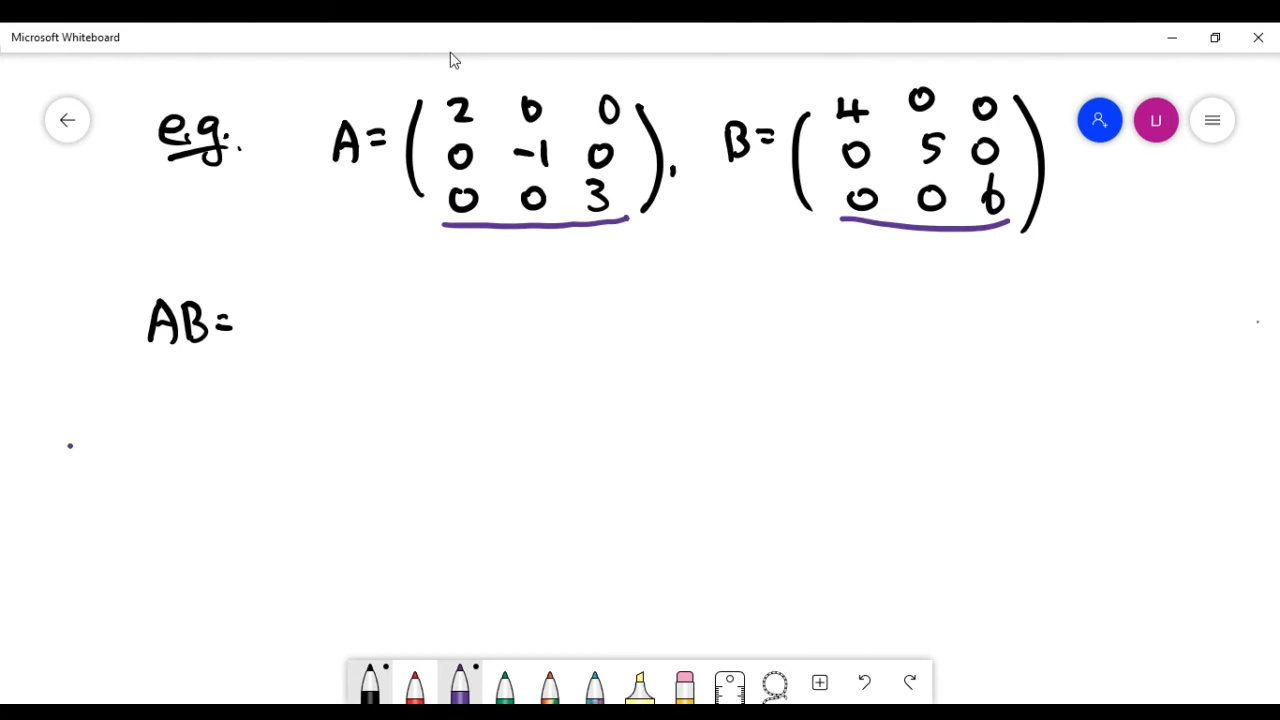 Microsoft Whiteboard
e.g. A = ( 2 0 0 ), B = ( 4 0 0 )
0 -1 0 0 5 0
0 0 3 0 0 6
AB =
U